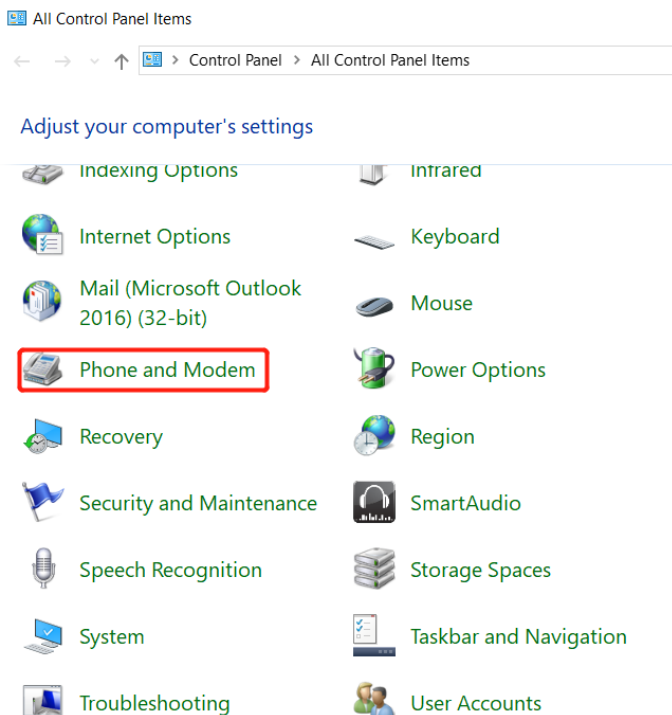 All Control Panel Items
Control Panel > All Control Panel Items
Adjust your computer's settings
Indexing Options
Infrared
Internet Options
Keyboard
Mail (Microsoft Outlook
2016) (32-bit)
Mouse
Phone and Modem
Power Options
Recovery
Region
Security and Maintenance
SmartAudio
Speech Recognition
Storage Spaces
System
Taskbar and Navigation
Troubleshooting
User Accounts